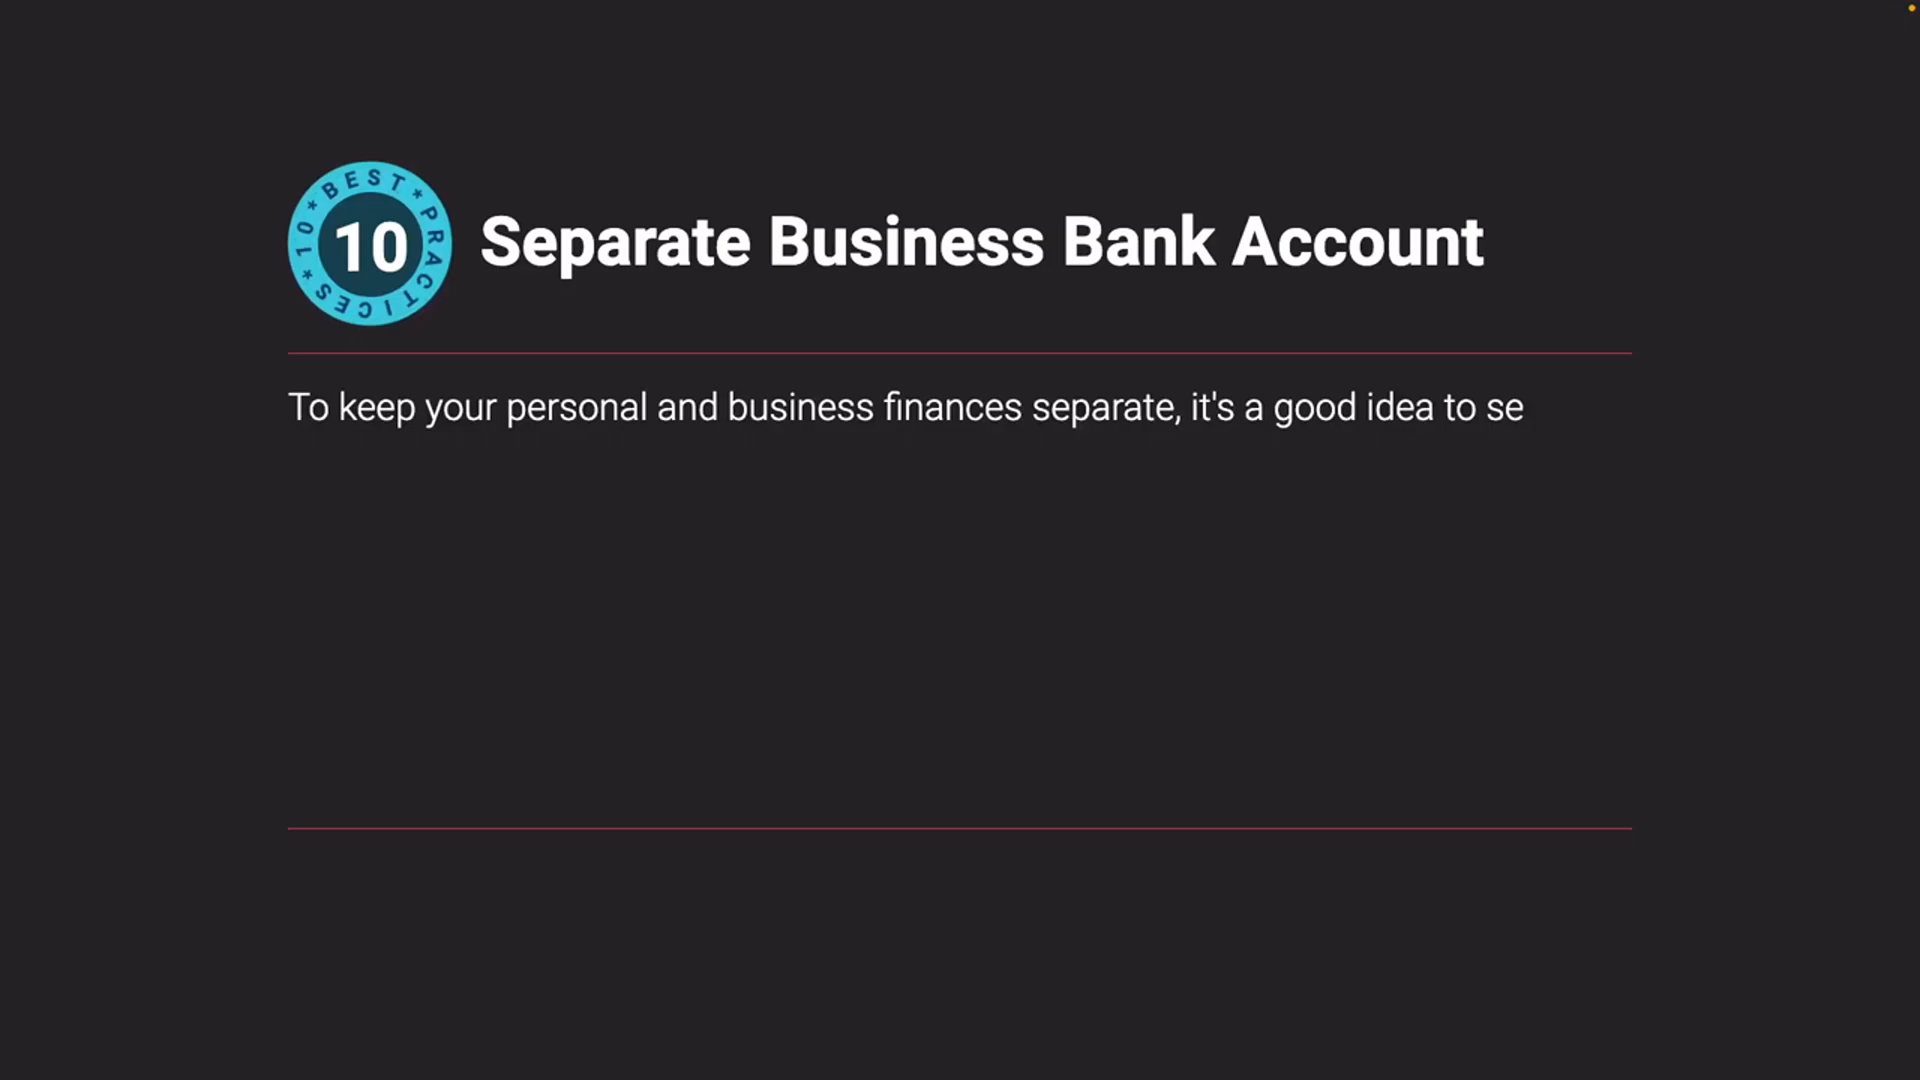 10 * BEST * PRACTICES *
10
Separate Business Bank Account
To keep your personal and business finances separate, it's a good idea to se